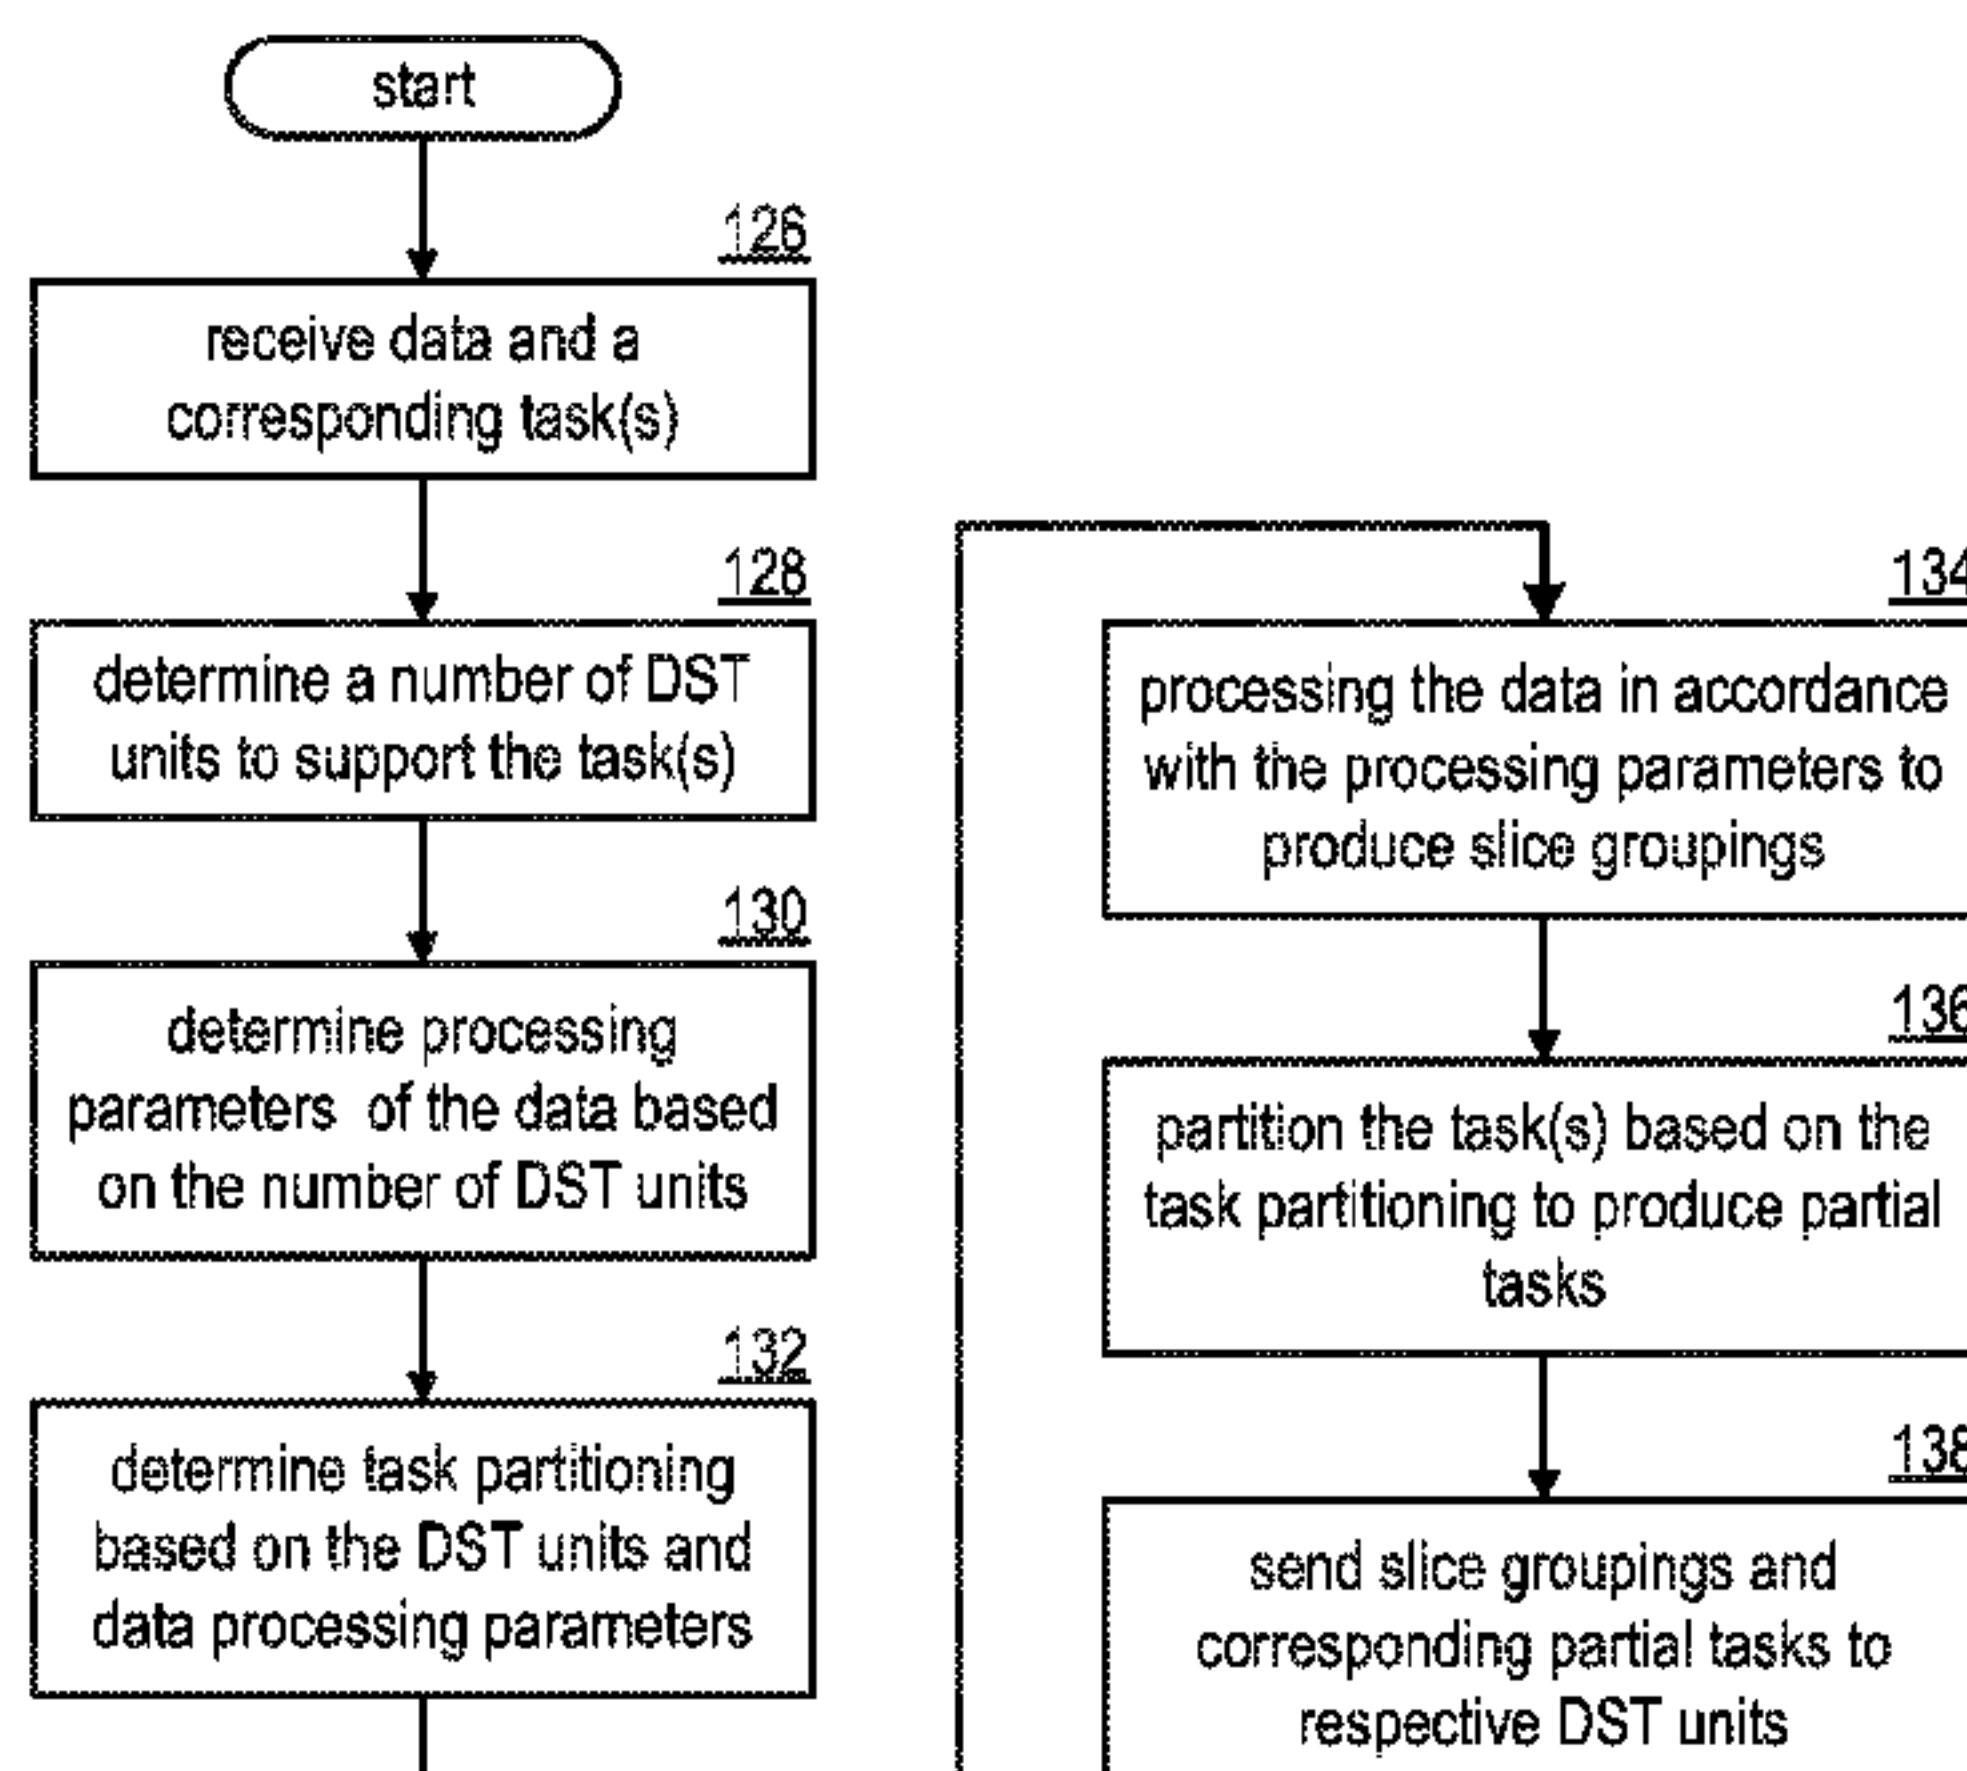 start
126
receive data and a
corresponding task(s)
128
determine a number of DST
units to support the task(s)
130
determine processing
parameters of the data based
on the number of DST units
132
determine task partitioning
based on the DST units and
data processing parameters
134
processing the data in accordance
with the processing parameters to
produce slice groupings
136
partition the task(s) based on the
task partitioning to produce partial
tasks
138
send slice groupings and
corresponding partial tasks to
respective DST units